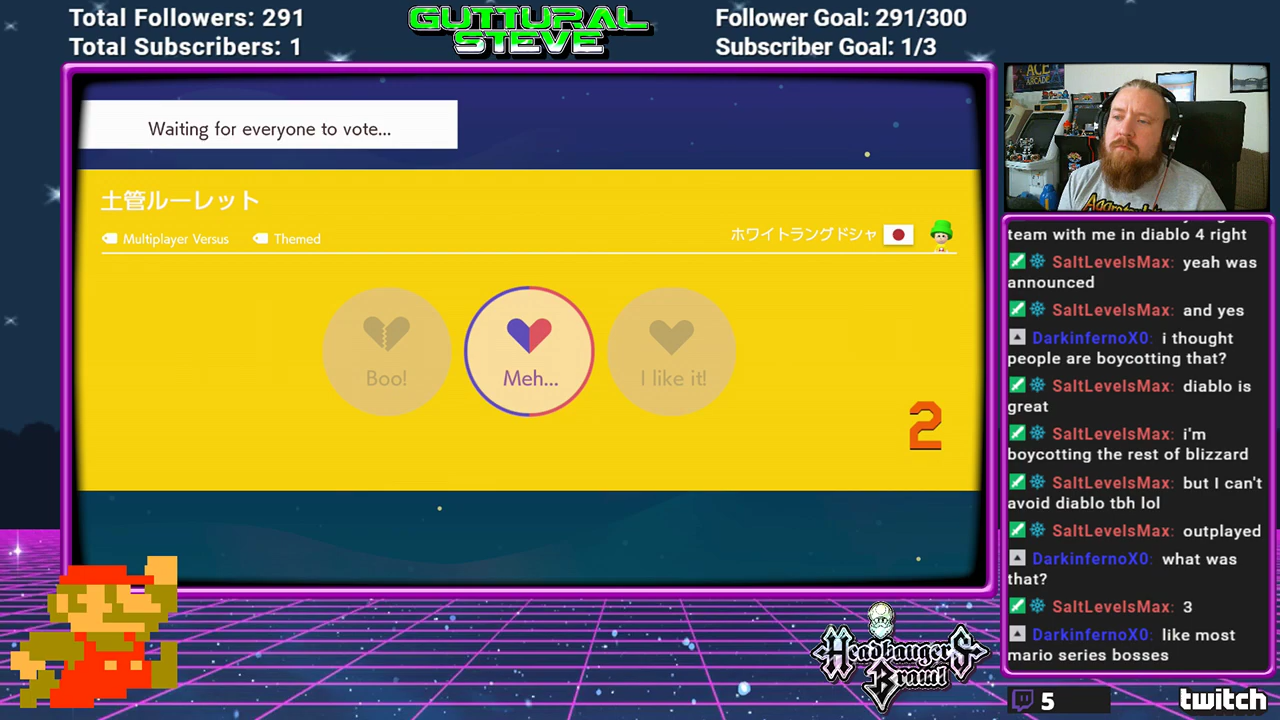 Total Followers: 291
Total Subscribers: 1
GUTTURAL
STEVE
Follower Goal: 291/300
Subscriber Goal: 1/3
Waiting for everyone to vote...
土管ルーレット
Multiplayer Versus
Themed
ホワイトラングドシャ
Boo!
Meh...
I like it!
2
ACE
ARCADE
team with me in diablo 4 right
SaltLevelsMax: yeah was
announced
SaltLevelsMax: and yes
DarkinfernoX0: i thought
people are boycotting that?
SaltLevelsMax: diablo is
great
SaltLevelsMax: i'm
boycotting the rest of blizzard
SaltLevelsMax: but I can't
avoid diablo tbh lol
SaltLevelsMax: outplayed
DarkinfernoX0: what was
that?
SaltLevelsMax: 3
DarkinfernoX0: like most
mario series bosses
Headbangers
Brawl
5
twitch